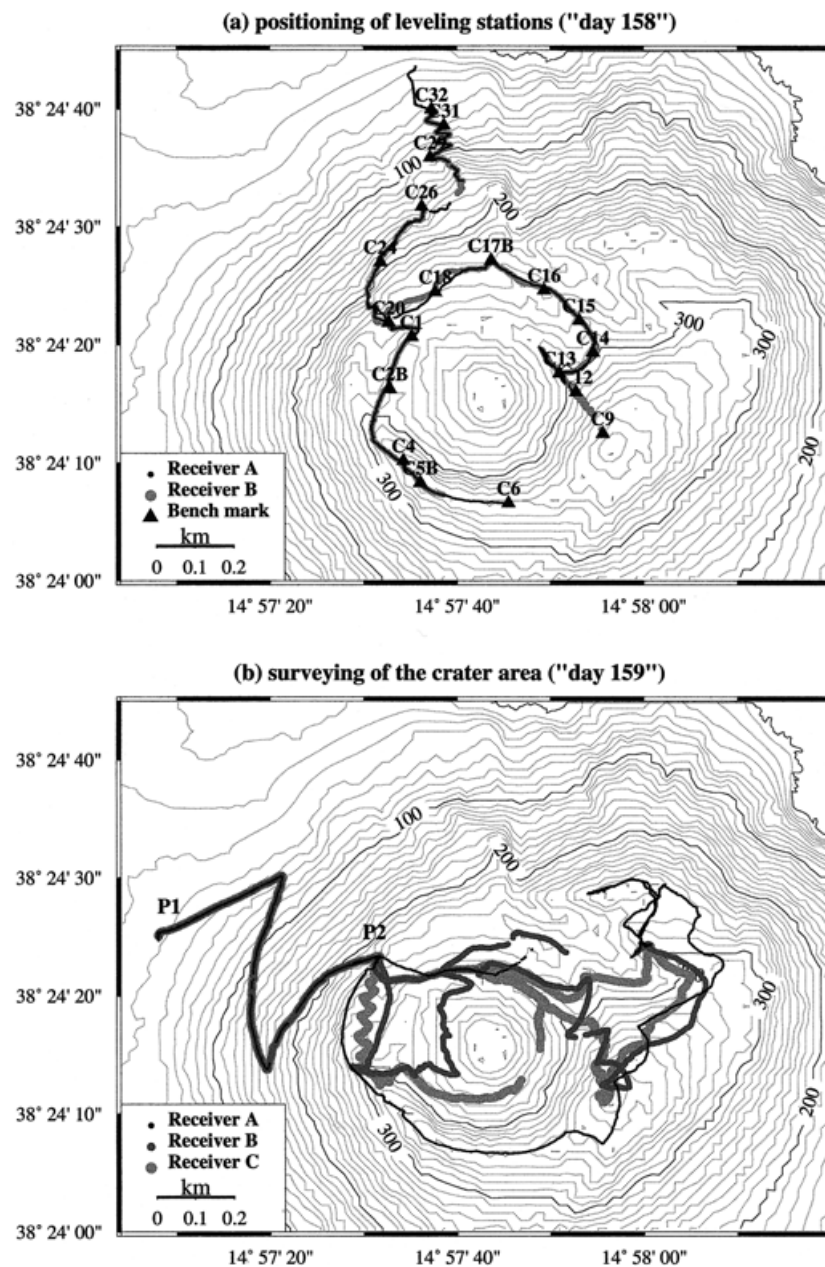 (a) positioning of leveling stations ("day 158")
38° 24' 40"
C32
C31
C29
100
38° 24' 30"
C26
200
C24
C17B
C18
C16
C20
C15
300
C1
C14
38° 24' 20"
C13
300
C2B
12
C9
38° 24' 10"
C4
Receiver A
C5B
Receiver B
300
C6
200
Bench mark
km
0 0.1 0.2
38° 24' 00"
14° 57' 20" 14° 57' 40" 14° 58' 00"
(b) surveying of the crater area ("day 159")
38° 24' 40"
100
200
38° 24' 30"
P1
P2
38° 24' 20"
300
38° 24' 10"
Receiver A
300
200
Receiver B
Receiver C
km
0 0.1 0.2
38° 24' 00"
14° 57' 20" 14° 57' 40" 14° 58' 00"